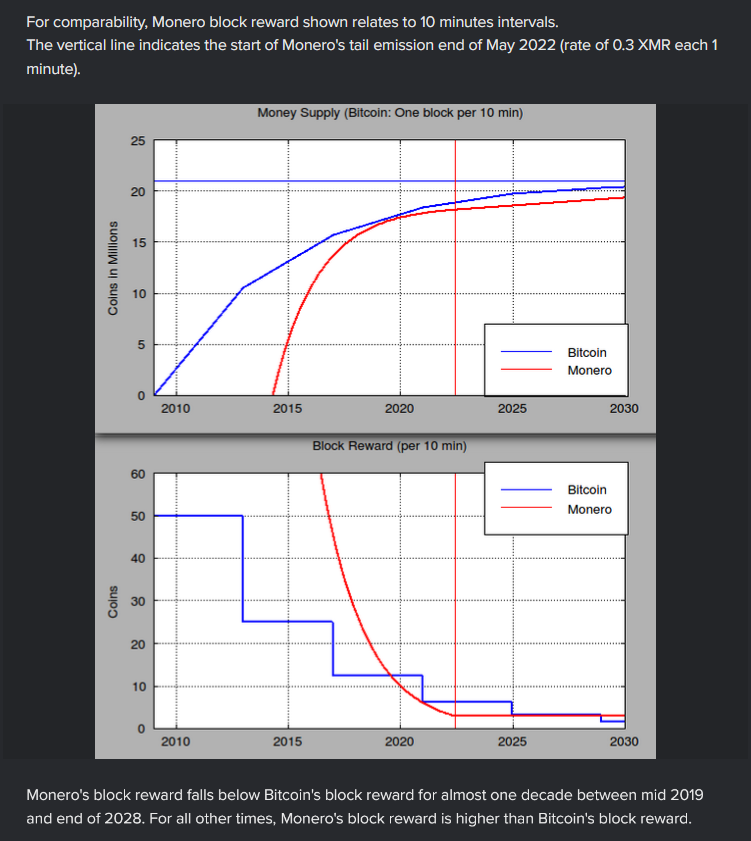 For comparability, Monero block reward shown relates to 10 minutes intervals.
The vertical line indicates the start of Monero's tail emission end of May 2022 (rate of 0.3 XMR each 1
minute).
Money Supply (Bitcoin: One block per 10 min)
25
20
15
10
5
0
Coins in Millions
2010
2015
2020
2025
2030
Bitcoin
Monero
Block Reward (per 10 min)
60
50
40
30
20
10
0
Coins
2010
2015
2020
2025
2030
Bitcoin
Monero
Monero's block reward falls below Bitcoin's block reward for almost one decade between mid 2019
and end of 2028. For all other times, Monero's block reward is higher than Bitcoin's block reward.